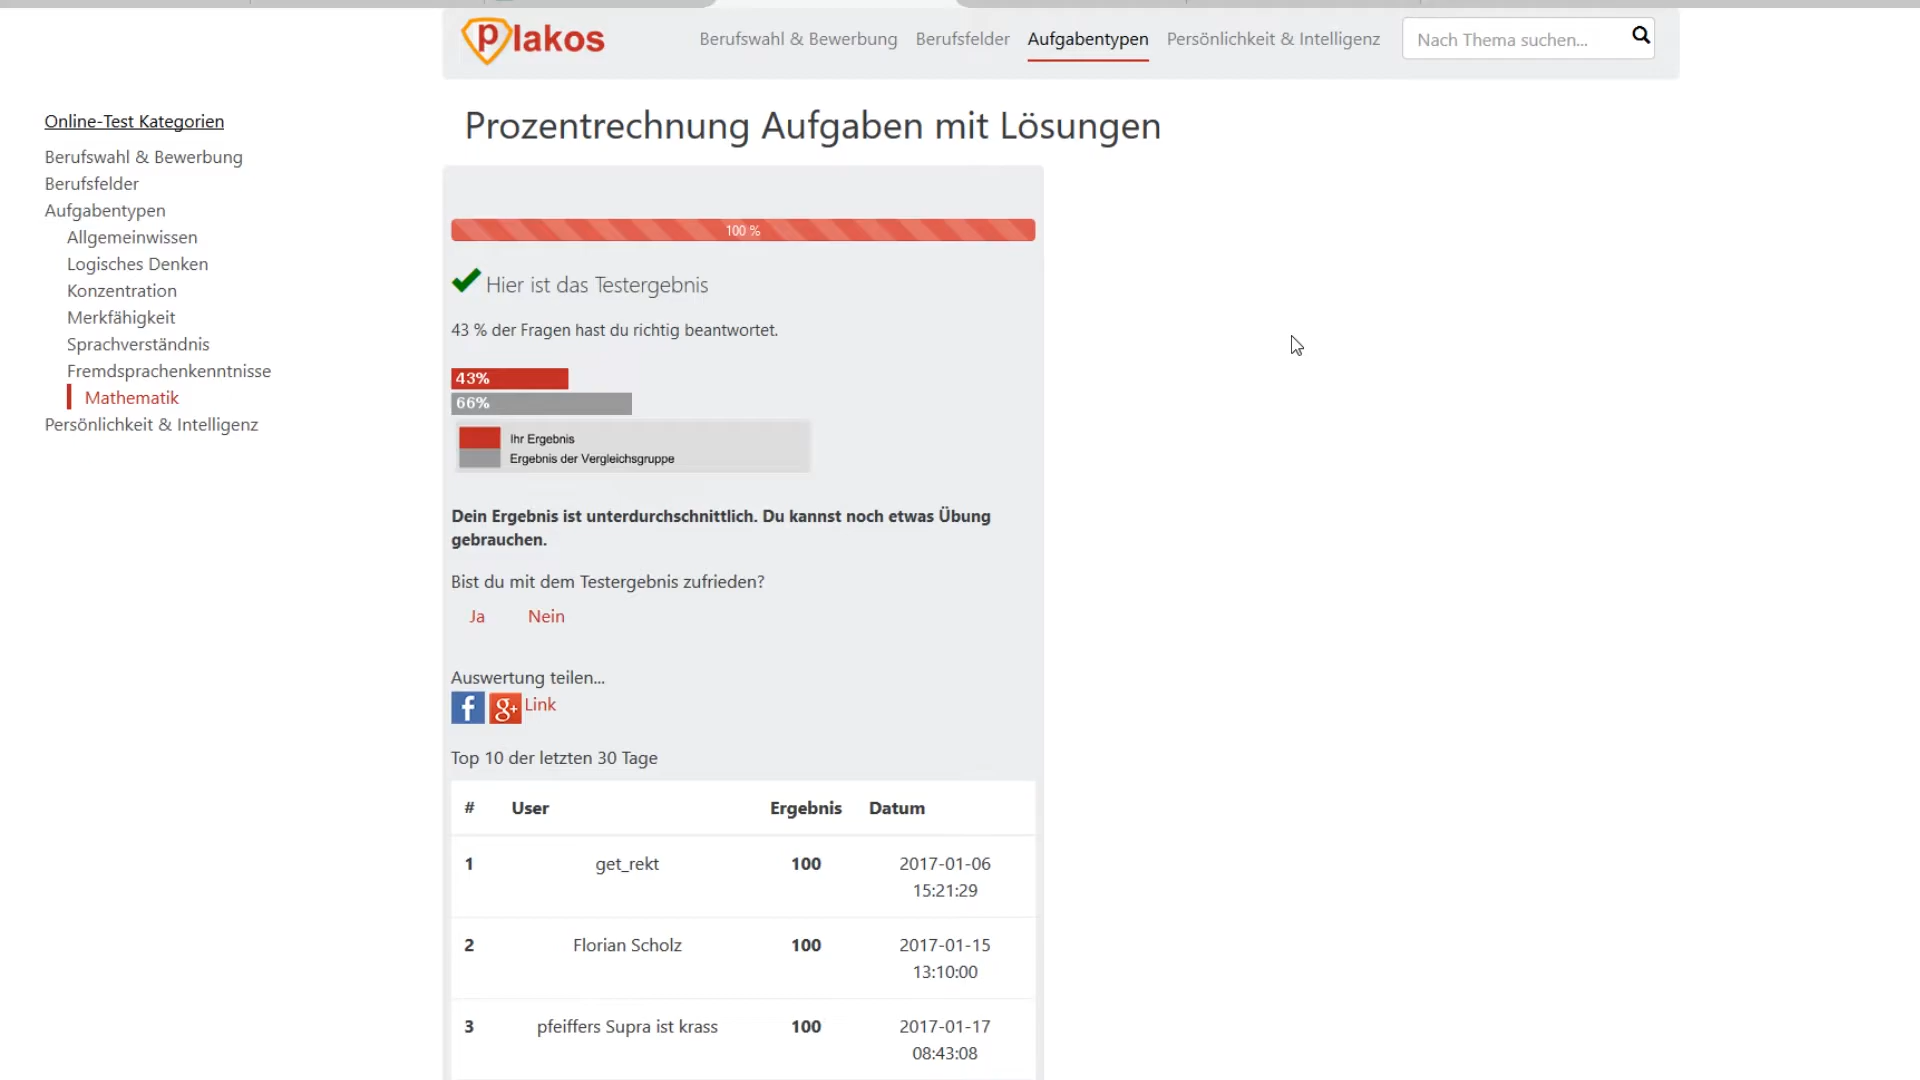 Plakos
Berufswahl & Bewerbung Berufsfelder Aufgabentypen Persönlichkeit & Intelligenz Nach Thema suchen...
Online-Test Kategorien
Berufswahl & Bewerbung
Berufsfelder
Aufgabentypen
Allgemeinwissen
Logisches Denken
Konzentration
Merkfähigkeit
Sprachverständnis
Fremdsprachenkenntnisse
Mathematik
Persönlichkeit & Intelligenz
Prozentrechnung Aufgaben mit Lösungen
100 %
Hier ist das Testergebnis
43 % der Fragen hast du richtig beantwortet.
43%
66%
Ihr Ergebnis
Ergebnis der Vergleichsgruppe
Dein Ergebnis ist unterdurchschnittlich. Du kannst noch etwas Übung
gebrauchen.
Bist du mit dem Testergebnis zufrieden?
Ja Nein
Auswertung teilen...
f g+ Link
Top 10 der letzten 30 Tage
# User Ergebnis Datum
1 get_rekt 100 2017-01-06
15:21:29
2 Florian Scholz 100 2017-01-15
13:10:00
3 pfeiffers Supra ist krass 100 2017-01-17
08:43:08